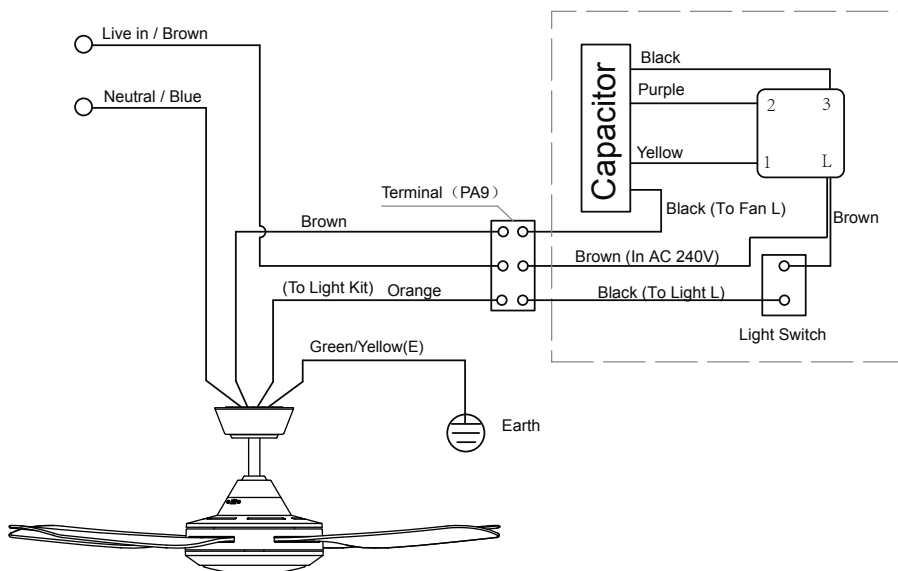 Live in / Brown
Neutral / Blue
Capacitor
Black
Purple
Yellow
2 3
1 L
Terminal（PA9）
Black (To Fan L)
Brown
Brown
Brown (In AC 240V)
(To Light Kit) Orange
Black (To Light L)
Light Switch
Green/Yellow(E)
Earth